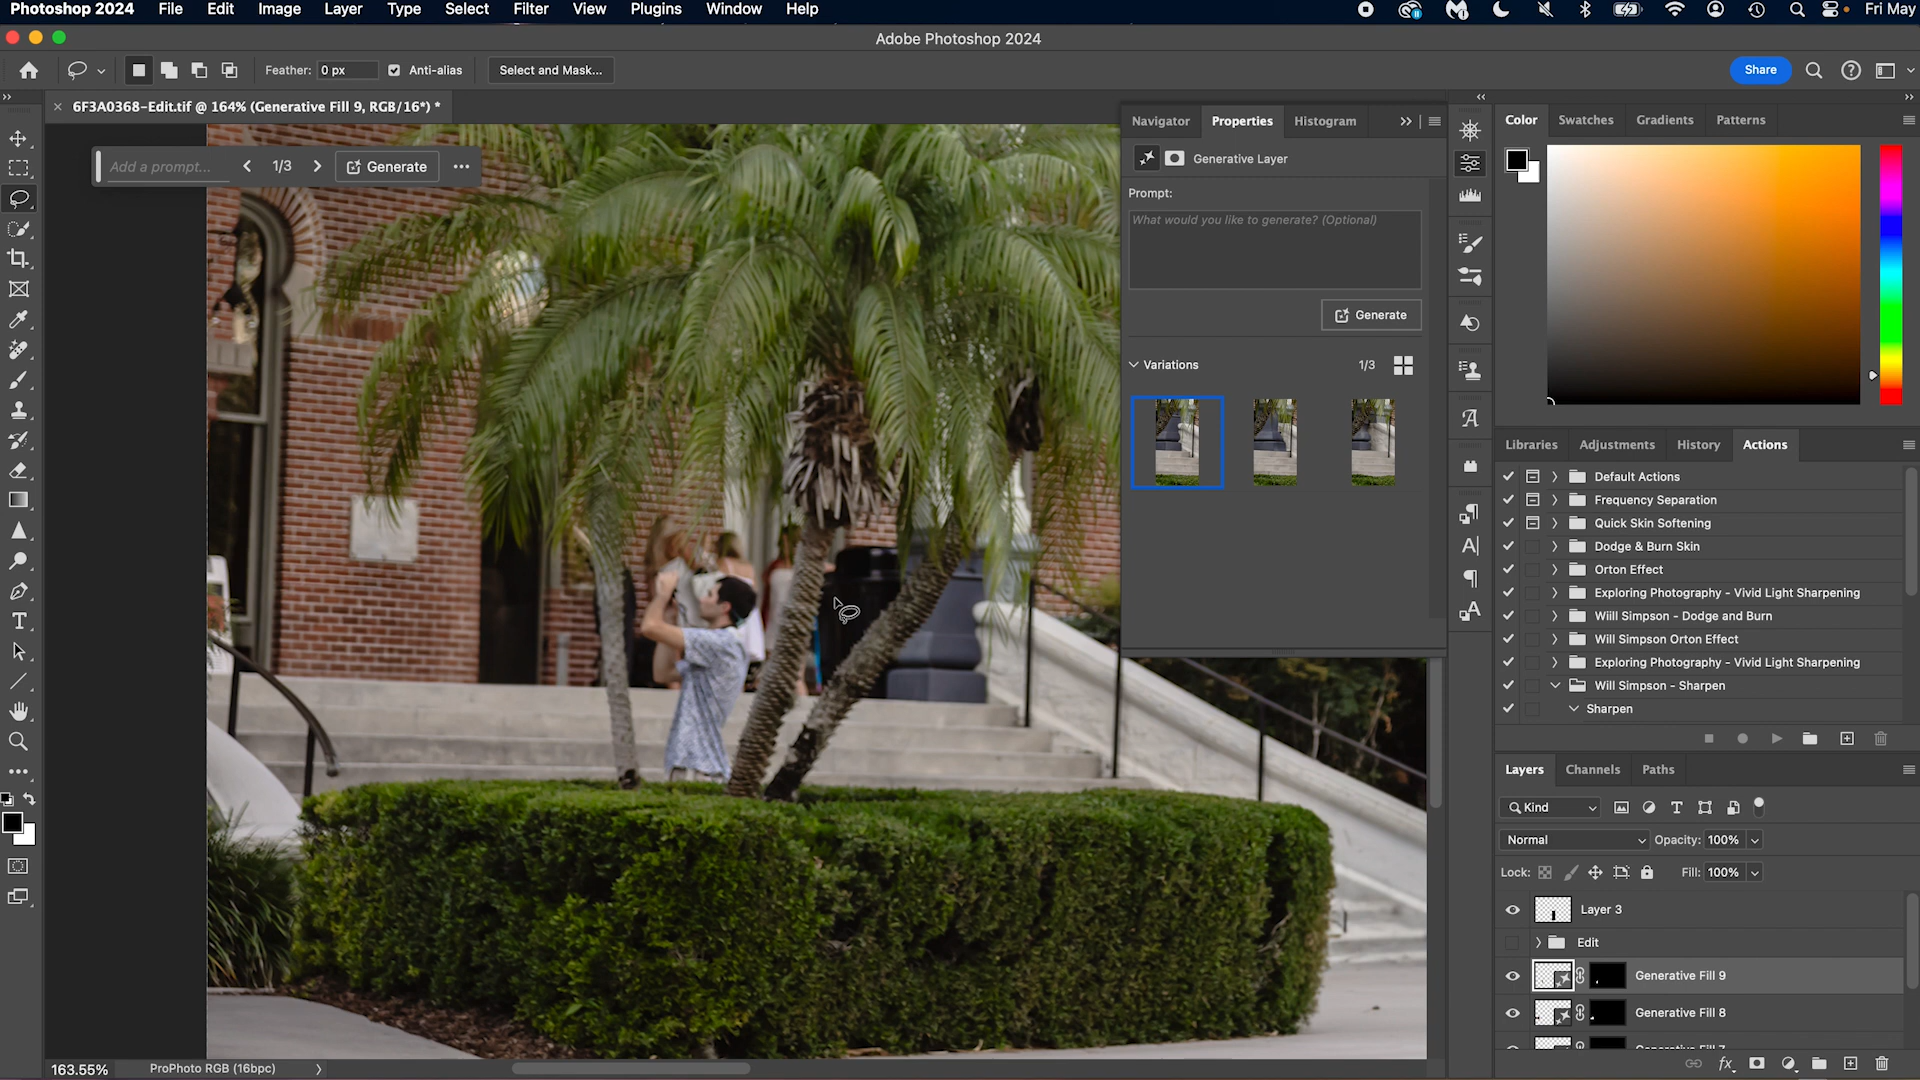 Photoshop 2024 File Edit Image Layer Type Select Filter View Plugins Window Help Fri May
Adobe Photoshop 2024
Feather: 0 px Anti-alias Select and Mask... Share
× 6F3A0368-Edit.tif @ 164% (Generative Fill 9, RGB/16*) *
Add a prompt... 1/3 Generate
Navigator Properties Histogram
Generative Layer
Prompt:
What would you like to generate? (Optional)
Generate
Variations 1/3
Color Swatches Gradients Patterns
Libraries Adjustments History Actions
Default Actions
Frequency Separation
Quick Skin Softening
Dodge & Burn Skin
Orton Effect
Exploring Photography - Vivid Light Sharpening
Wiill Simpson - Dodge and Burn
Will Simpson Orton Effect
Exploring Photography - Vivid Light Sharpening
Will Simpson - Sharpen
Sharpen
Layers Channels Paths
Kind
Normal Opacity: 100%
Lock: Fill: 100%
Layer 3
Edit
Generative Fill 9
Generative Fill 8
163.55% ProPhoto RGB (16bpc)